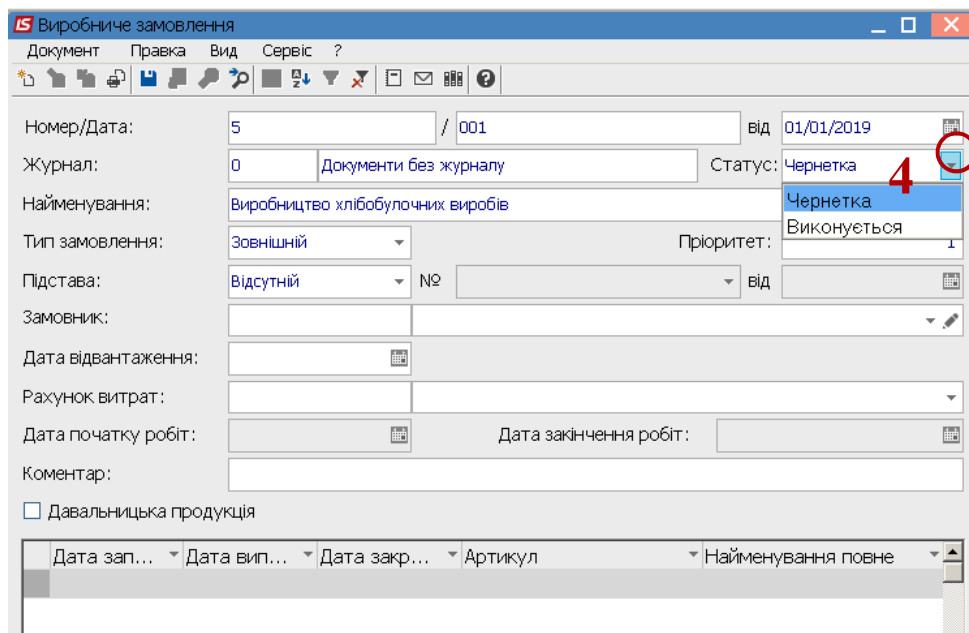 IS Виробниче замовлення
Документ Правка Вид Сервіс ?
Номер/Дата: 5 / 001 від 01/01/2019
Журнал: 0 Документи без журналу Статус: Чернетка
4
Чернетка
Найменування: Виробництво хлібобулочних виробів
Виконується
Тип замовлення: Зовнішній Пріоритет: 1
Підстава: Відсутній № від
Замовник:
Дата відвантаження:
Рахунок витрат:
Дата початку робіт: Дата закінчення робіт:
Коментар:
Давальницька продукція
Дата зап... Дата вип... Дата закр... Артикул Найменування повне